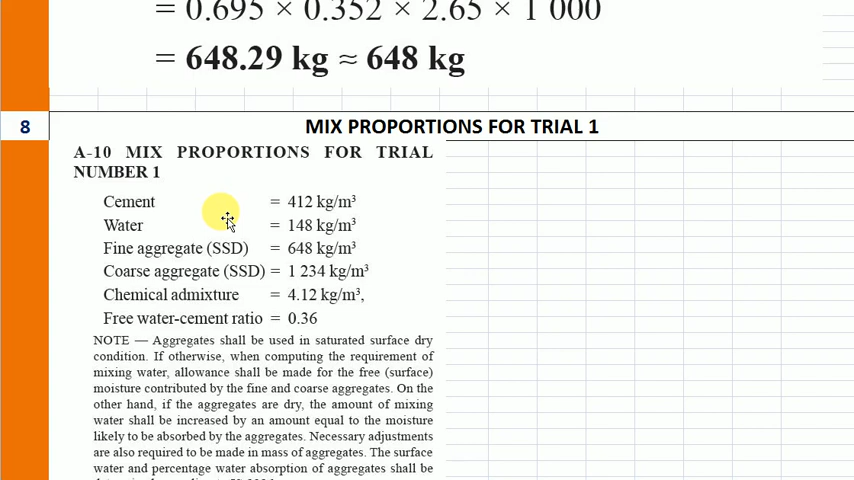 = 0.695 × 0.352 × 2.65 × 1 000
= 648.29 kg ≈ 648 kg
8
MIX PROPORTIONS FOR TRIAL 1
A-10 MIX PROPORTIONS FOR TRIAL
NUMBER 1
Cement = 412 kg/m³
Water = 148 kg/m³
Fine aggregate (SSD) = 648 kg/m³
Coarse aggregate (SSD) = 1 234 kg/m³
Chemical admixture = 4.12 kg/m³,
Free water-cement ratio = 0.36
NOTE — Aggregates shall be used in saturated surface dry
condition. If otherwise, when computing the requirement of
mixing water, allowance shall be made for the free (surface)
moisture contributed by the fine and coarse aggregates. On the
other hand, if the aggregates are dry, the amount of mixing
water shall be increased by an amount equal to the moisture
likely to be absorbed by the aggregates. Necessary adjustments
are also required to be made in mass of aggregates. The surface
water and percentage water absorption of aggregates shall be